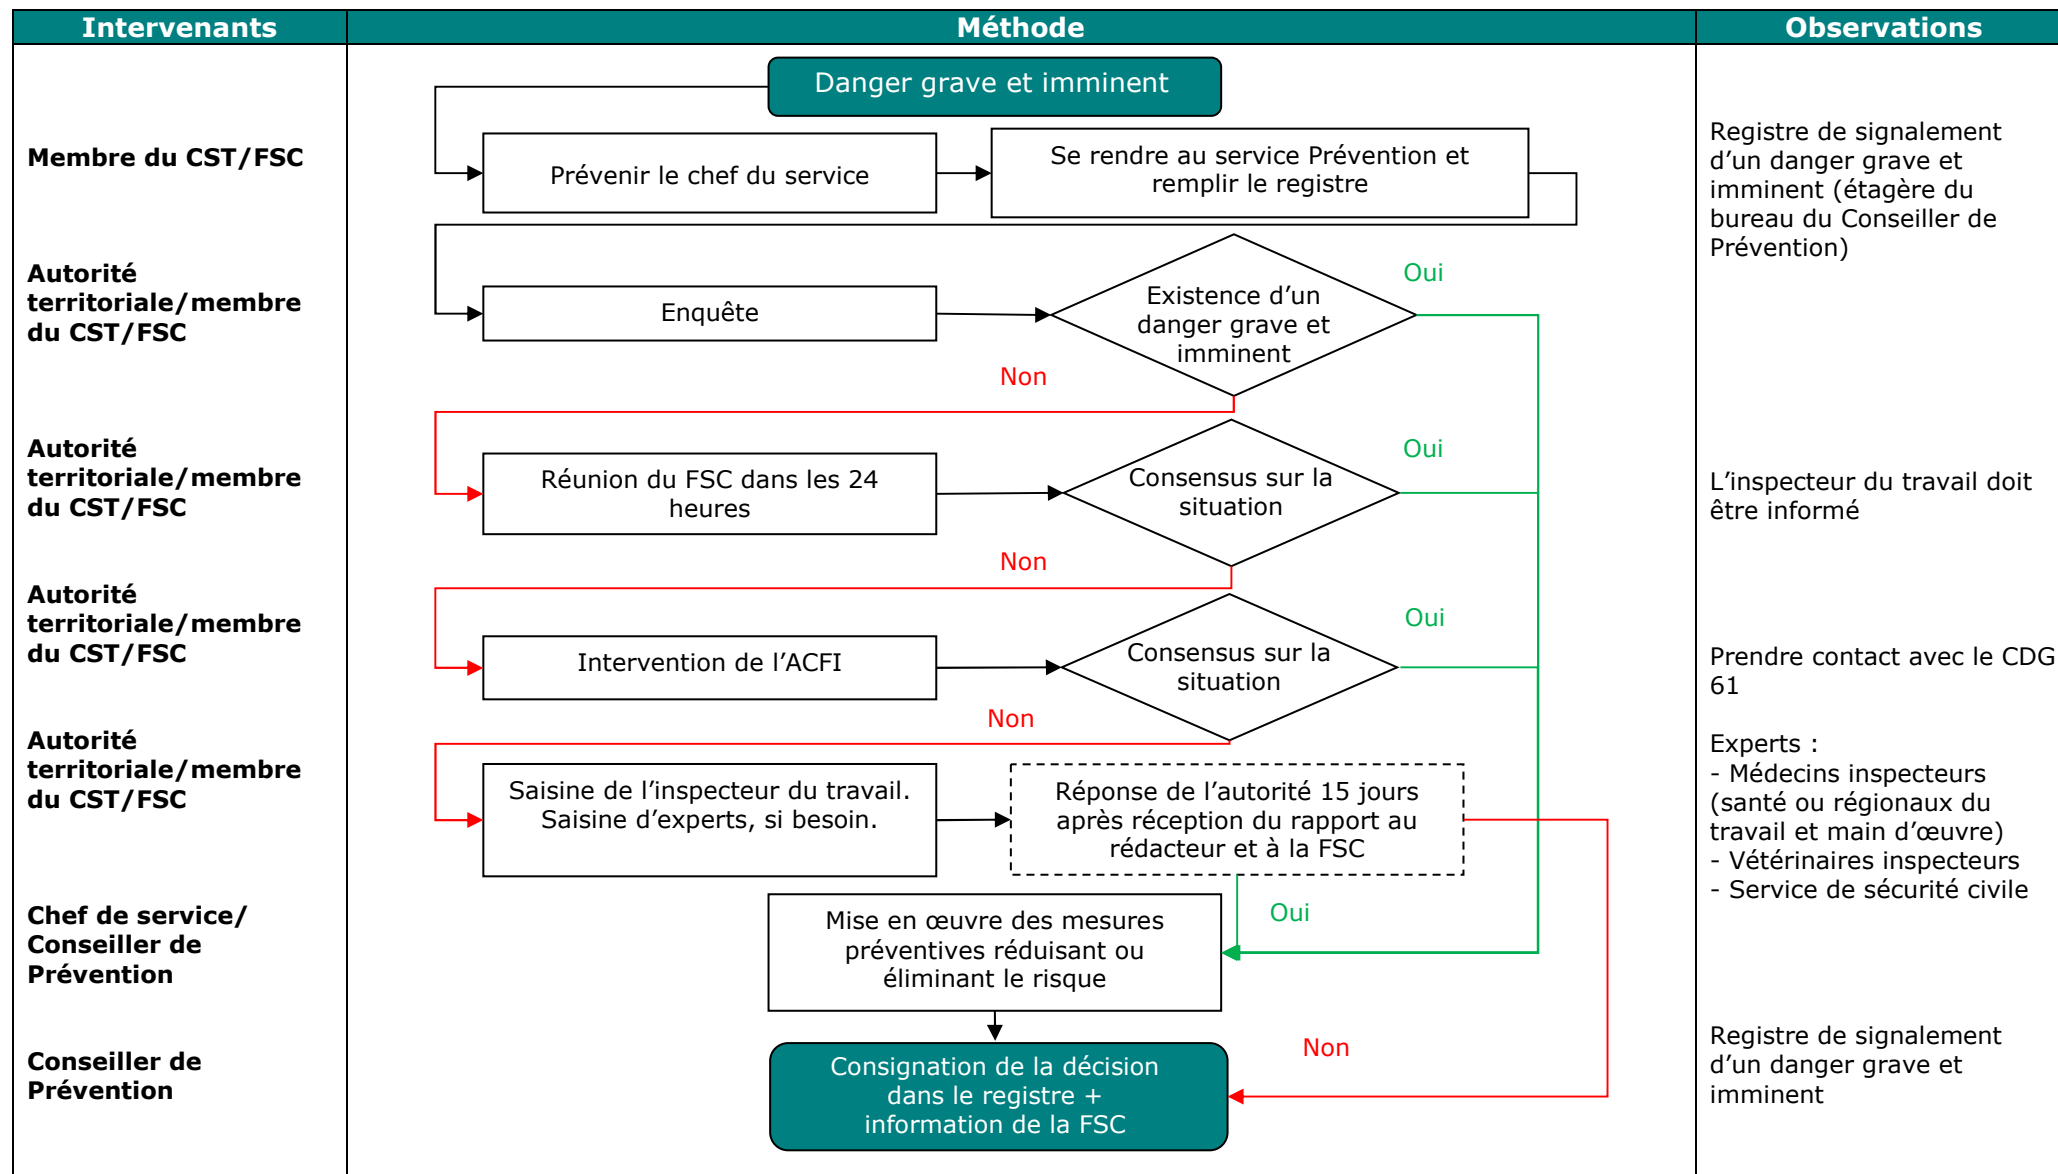 Intervenants
Méthode
Observations
Danger grave et imminent
Membre du CST/FSC
Prévenir le chef du service
Se rendre au service Prévention et
remplir le registre
Registre de signalement
d’un danger grave et
imminent (étagère du
bureau du Conseiller de
Prévention)
Autorité
territoriale/membre
du CST/FSC
Enquête
Existence d’un
danger grave et
imminent
Oui
Non
Autorité
territoriale/membre
du CST/FSC
Réunion du FSC dans les 24
heures
Consensus sur la
situation
Oui
Non
L’inspecteur du travail doit
être informé
Autorité
territoriale/membre
du CST/FSC
Intervention de l’ACFI
Consensus sur la
situation
Oui
Non
Prendre contact avec le CDG
61
Autorité
territoriale/membre
du CST/FSC
Saisine de l’inspecteur du travail.
Saisine d’experts, si besoin.
Réponse de l’autorité 15 jours
après réception du rapport au
rédacteur et à la FSC
Experts :
- Médecins inspecteurs
(santé ou régionaux du
travail et main d’œuvre)
- Vétérinaires inspecteurs
- Service de sécurité civile
Chef de service/
Conseiller de
Prévention
Mise en œuvre des mesures
préventives réduisant ou
éliminant le risque
Oui
Conseiller de
Prévention
Consignation de la décision
dans le registre +
information de la FSC
Non
Registre de signalement
d’un danger grave et
imminent